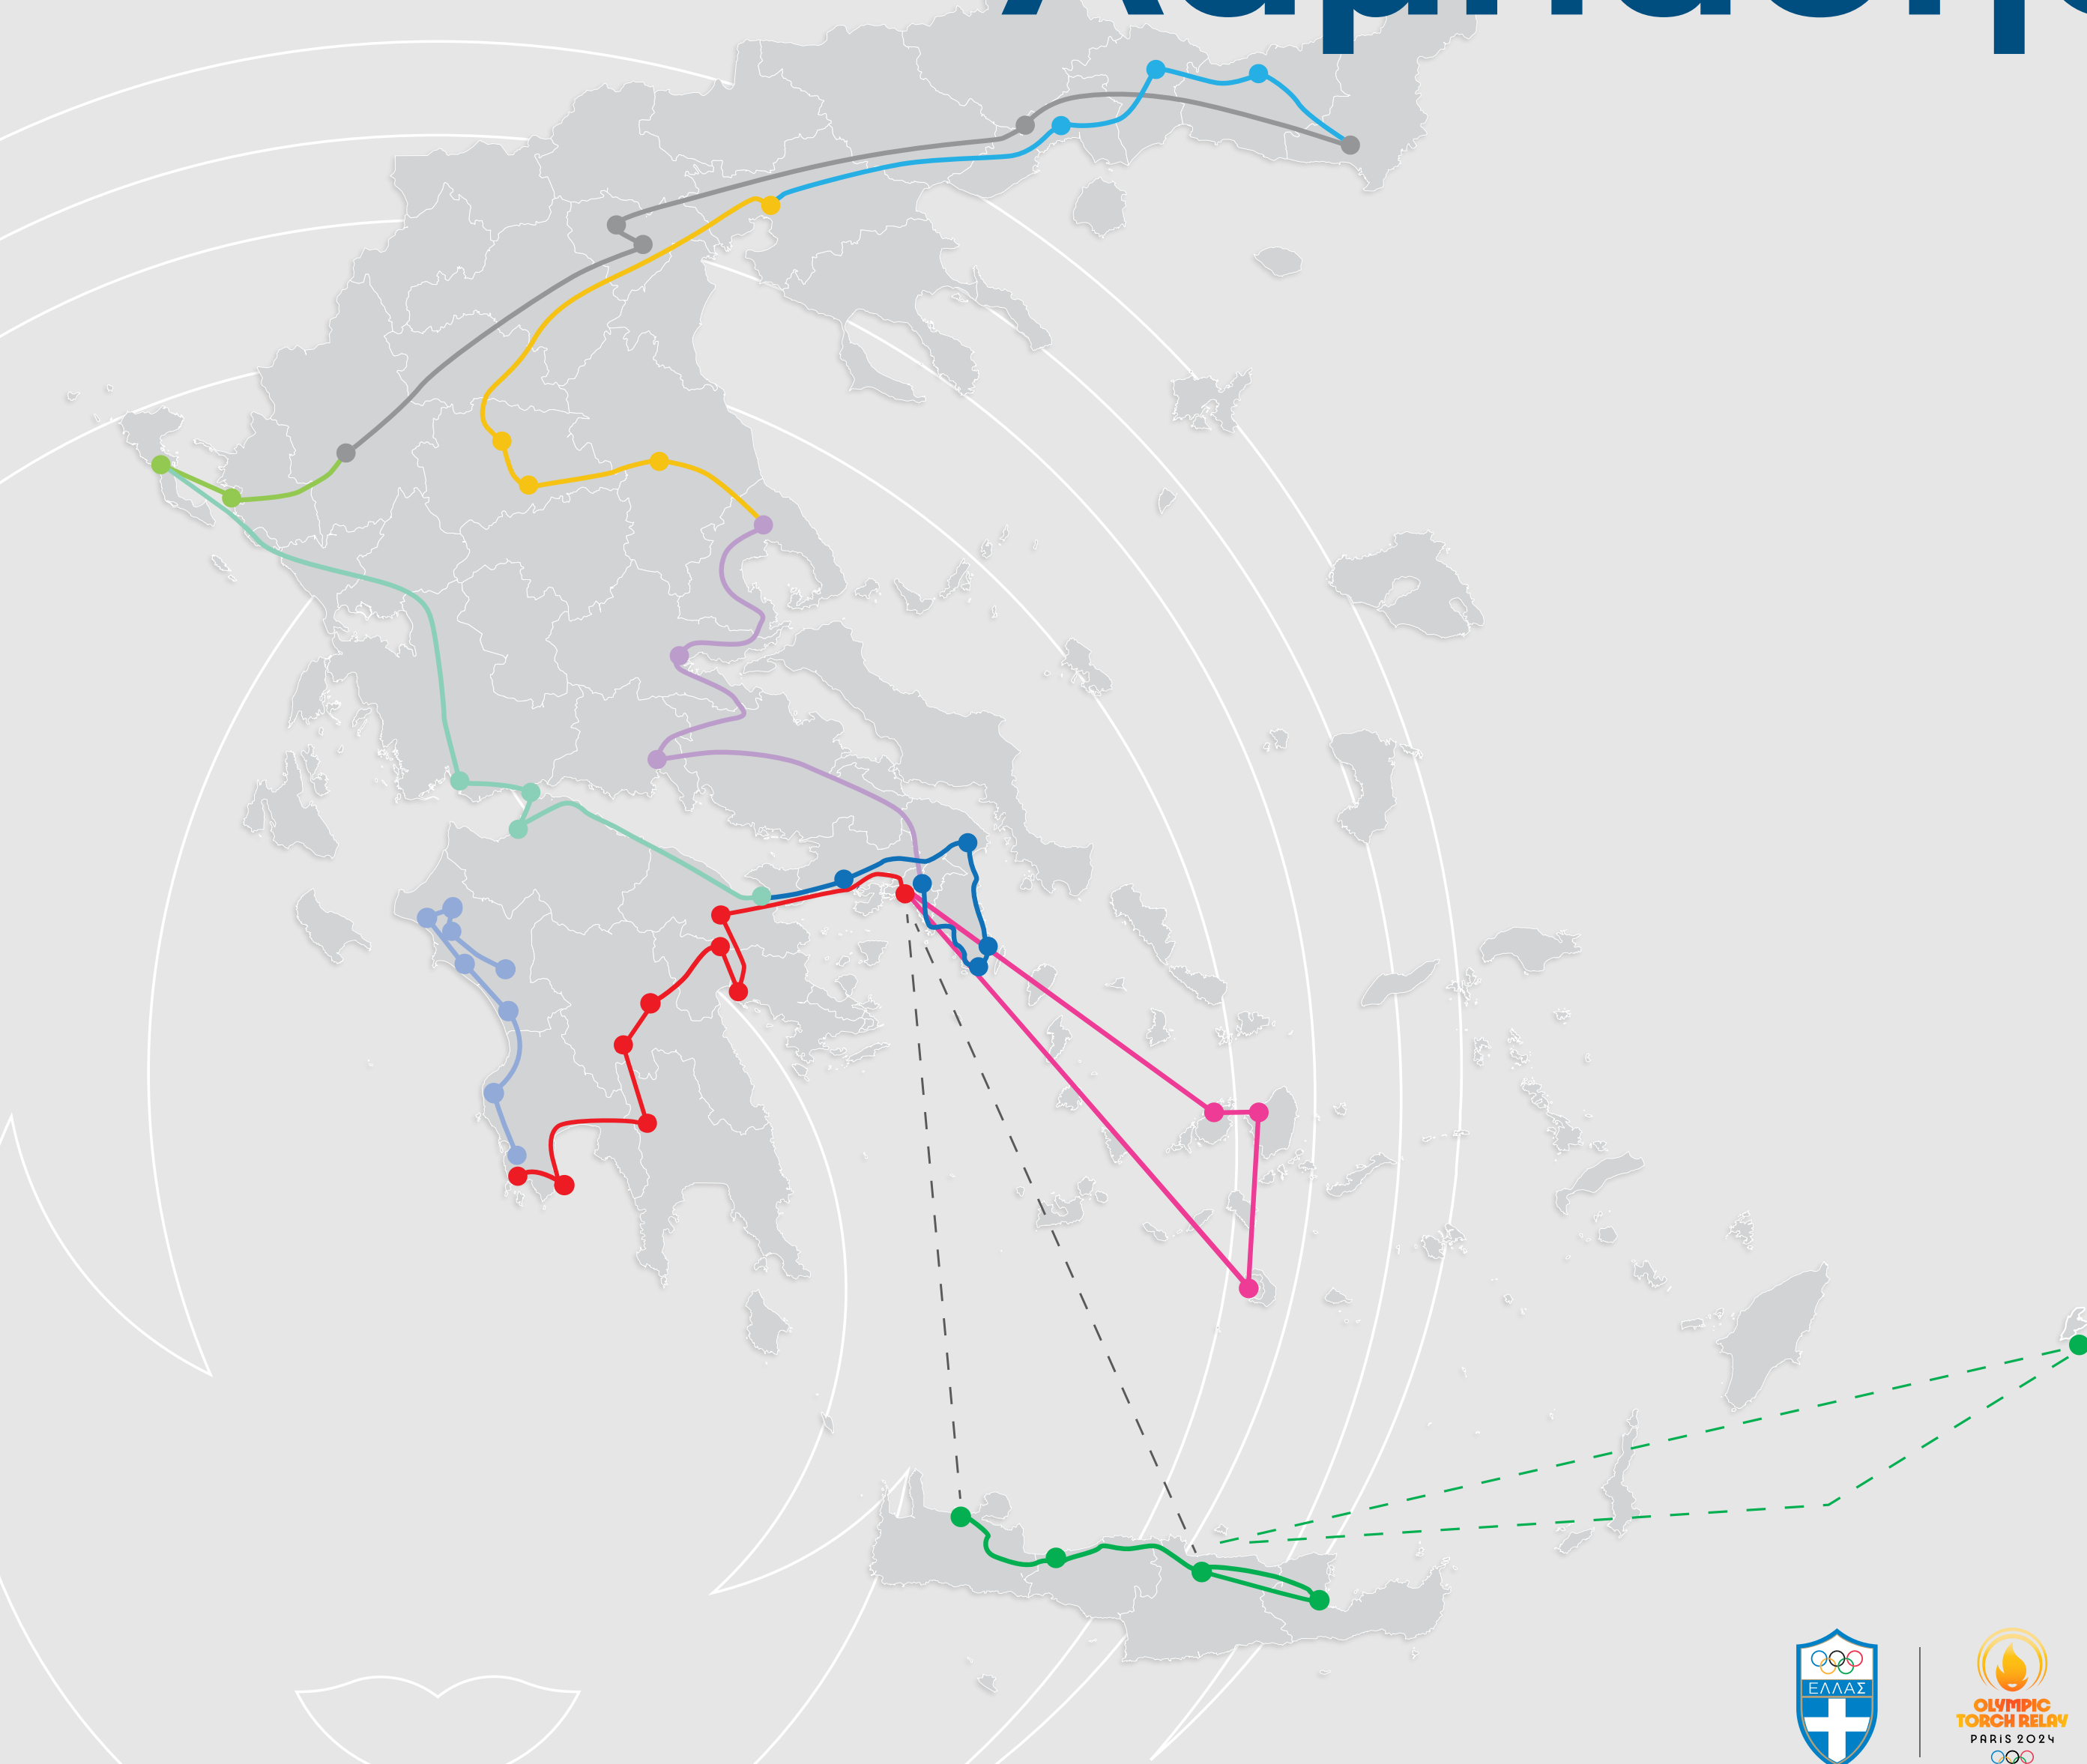 ΕΛΛΑΣ
OLYMPIC
TORCH RELAY
PARIS 2024